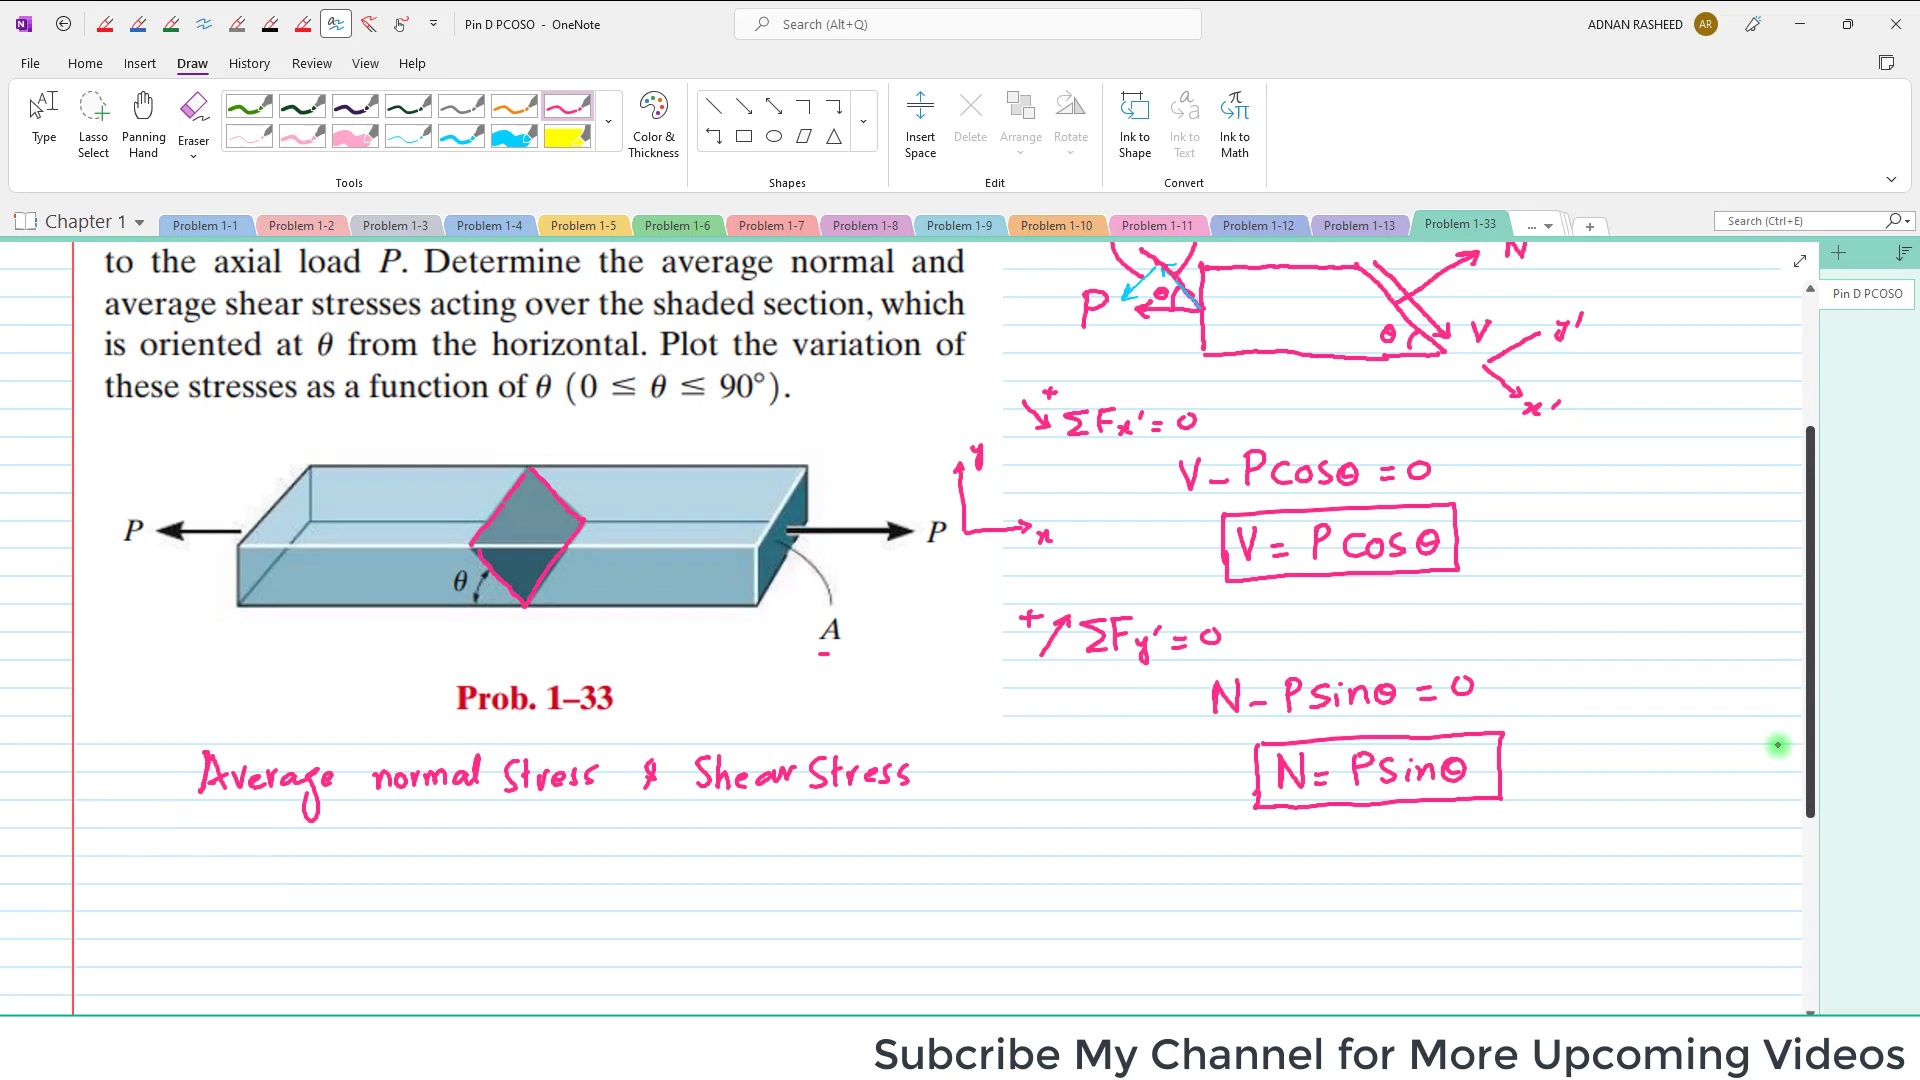 Pin D PCOSO - OneNote
Search (Alt+Q)
ADNAN RASHEED
AR
File Home Insert Draw History Review View Help
Type
Lasso Select
Panning Hand
Eraser
Color & Thickness
Insert Space
Delete
Arrange
Rotate
Ink to Shape
Ink to Text
Ink to Math
Tools
Shapes
Edit
Convert
Chapter 1
Problem 1-1
Problem 1-2
Problem 1-3
Problem 1-4
Problem 1-5
Problem 1-6
Problem 1-7
Problem 1-8
Problem 1-9
Problem 1-10
Problem 1-11
Problem 1-12
Problem 1-13
Problem 1-33
...
Search (Ctrl+E)
Pin D PCOSO
to the axial load P. Determine the average normal and
average shear stresses acting over the shaded section, which
is oriented at θ from the horizontal. Plot the variation of
these stresses as a function of θ (0 ≤ θ ≤ 90°).
P
P
θ
A
y
x
Prob. 1–33
Average normal Stress & Shear Stress
P
θ
N
θ
V
y'
x'
+ ΣFx' = 0
V - Pcosθ = 0
V = Pcosθ
+ ΣFy' = 0
N - Psinθ = 0
N = Psinθ
Subcribe My Channel for More Upcoming Videos